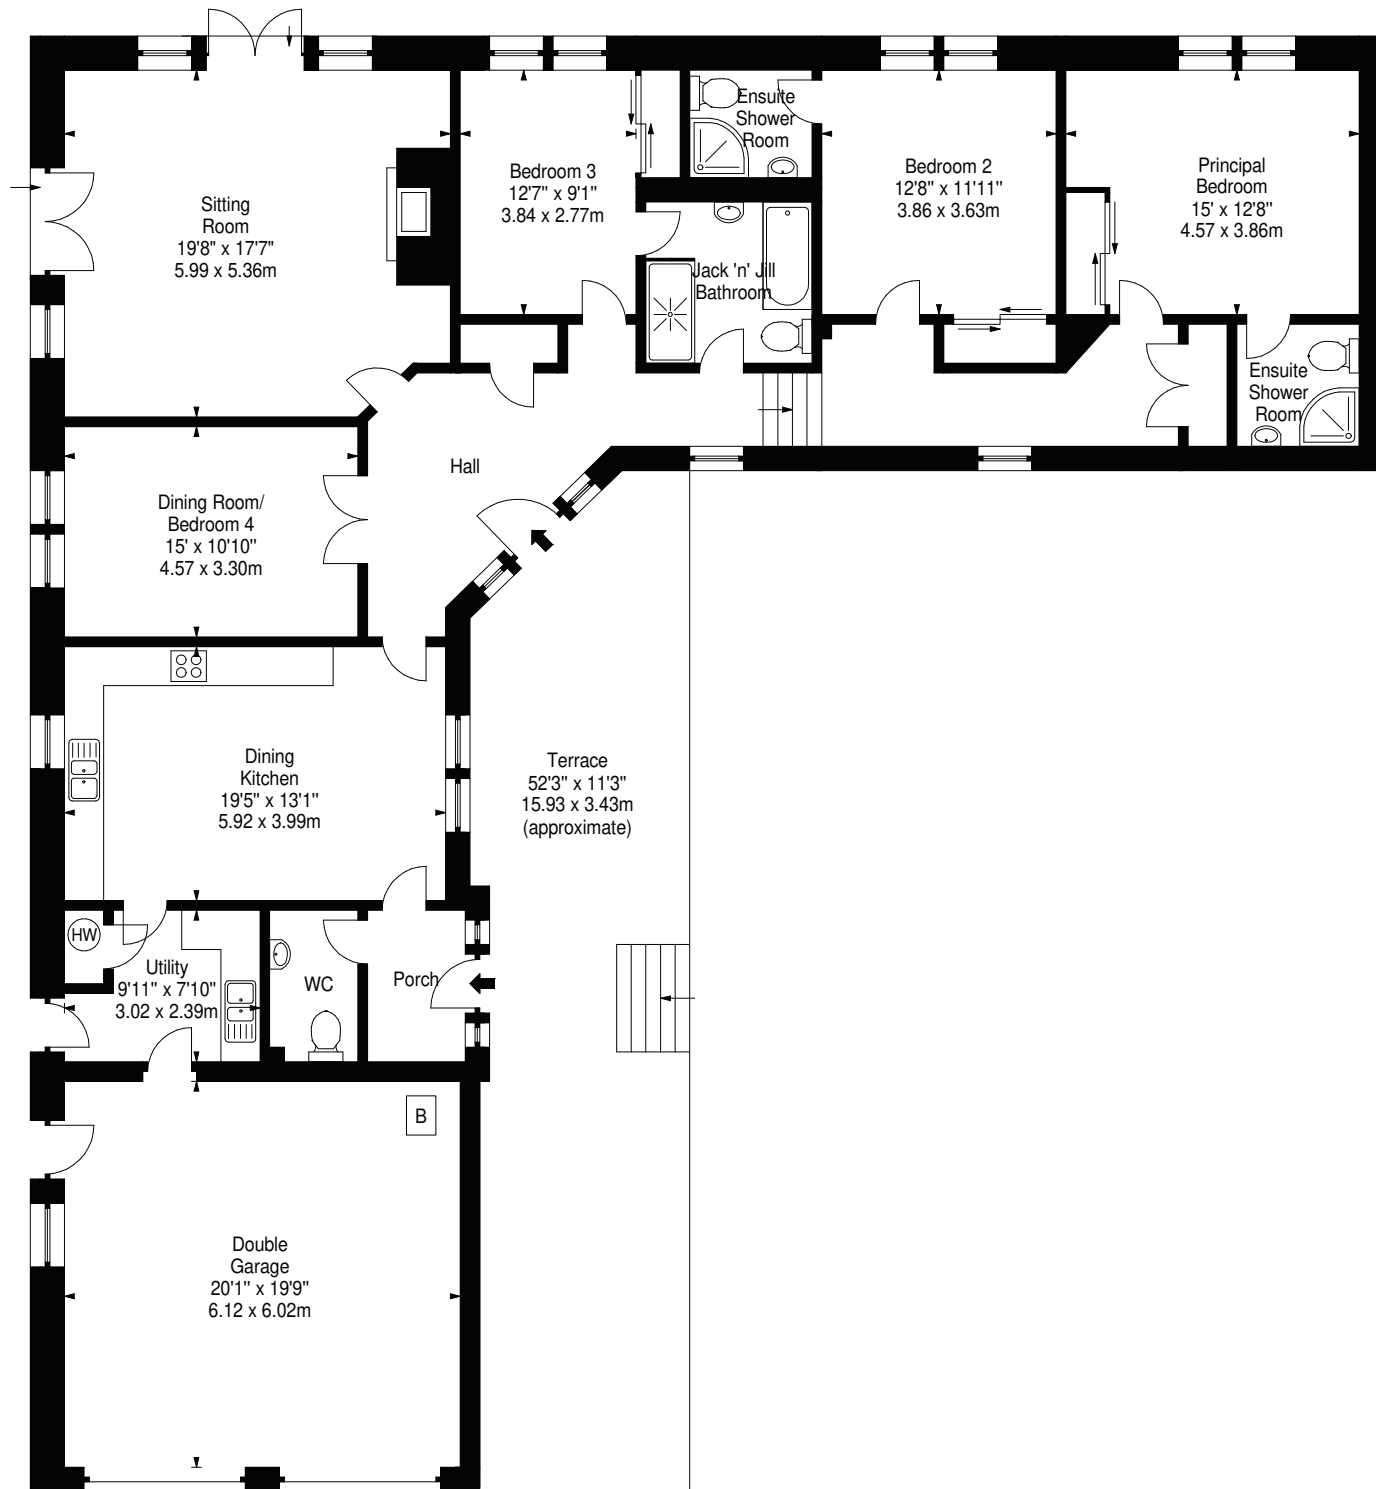 Ensuite
Shower
Room
Sitting
Room
19'8" x 17'7"
5.99 x 5.36m
Bedroom 3
12'7" x 9'1"
3.84 x 2.77m
Bedroom 2
12'8" x 11'11"
3.86 x 3.63m
Principal
Bedroom
15' x 12'8"
4.57 x 3.86m
Jack 'n' Jill
Bathroom
Ensuite
Shower
Room
Hall
Dining Room/
Bedroom 4
15' x 10'10"
4.57 x 3.30m
Dining
Kitchen
19'5" x 13'1"
5.92 x 3.99m
Terrace
52'3" x 11'3"
15.93 x 3.43m
(approximate)
HW
Utility
9'11" x 7'10"
3.02 x 2.39m
WC
Porch
B
Double
Garage
20'1" x 19'9"
6.12 x 6.02m